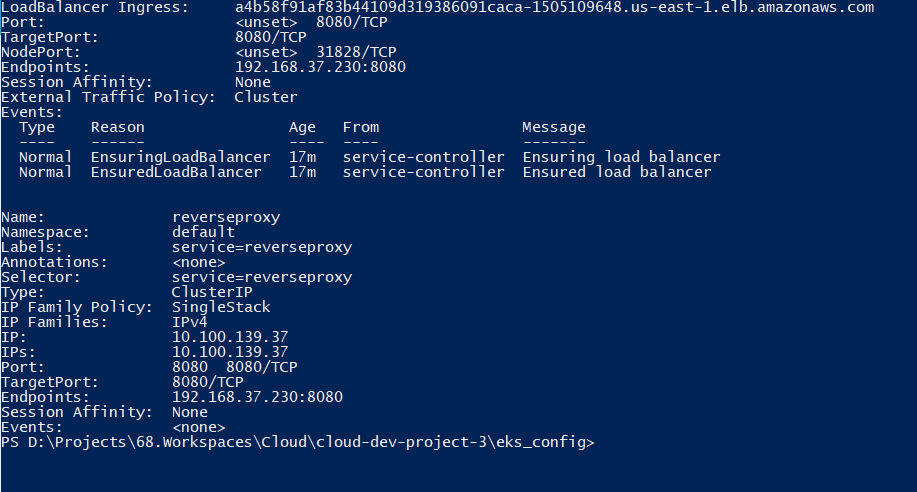 LoadBalancer Ingress:     a4b58f91af83b44109d319386091caca-1505109648.us-east-1.elb.amazonaws.com
Port:                     <unset>  8080/TCP
TargetPort:               8080/TCP
NodePort:                 <unset>  31828/TCP
Endpoints:                192.168.37.230:8080
Session Affinity:         None
External Traffic Policy:  Cluster
Events:
  Type    Reason                Age   From                Message
  ----    ------                ----  ----                -------
  Normal  EnsuringLoadBalancer  17m   service-controller  Ensuring load balancer
  Normal  EnsuredLoadBalancer   17m   service-controller  Ensured load balancer
Name:              reverseproxy
Namespace:         default
Labels:            service=reverseproxy
Annotations:       <none>
Selector:          service=reverseproxy
Type:              ClusterIP
IP Family Policy:  SingleStack
IP Families:       IPv4
IP:                10.100.139.37
IPs:               10.100.139.37
Port:              8080  8080/TCP
TargetPort:        8080/TCP
Endpoints:         192.168.37.230:8080
Session Affinity:  None
Events:            <none>
PS D:\Projects\68.Workspaces\Cloud\cloud-dev-project-3\eks_config>